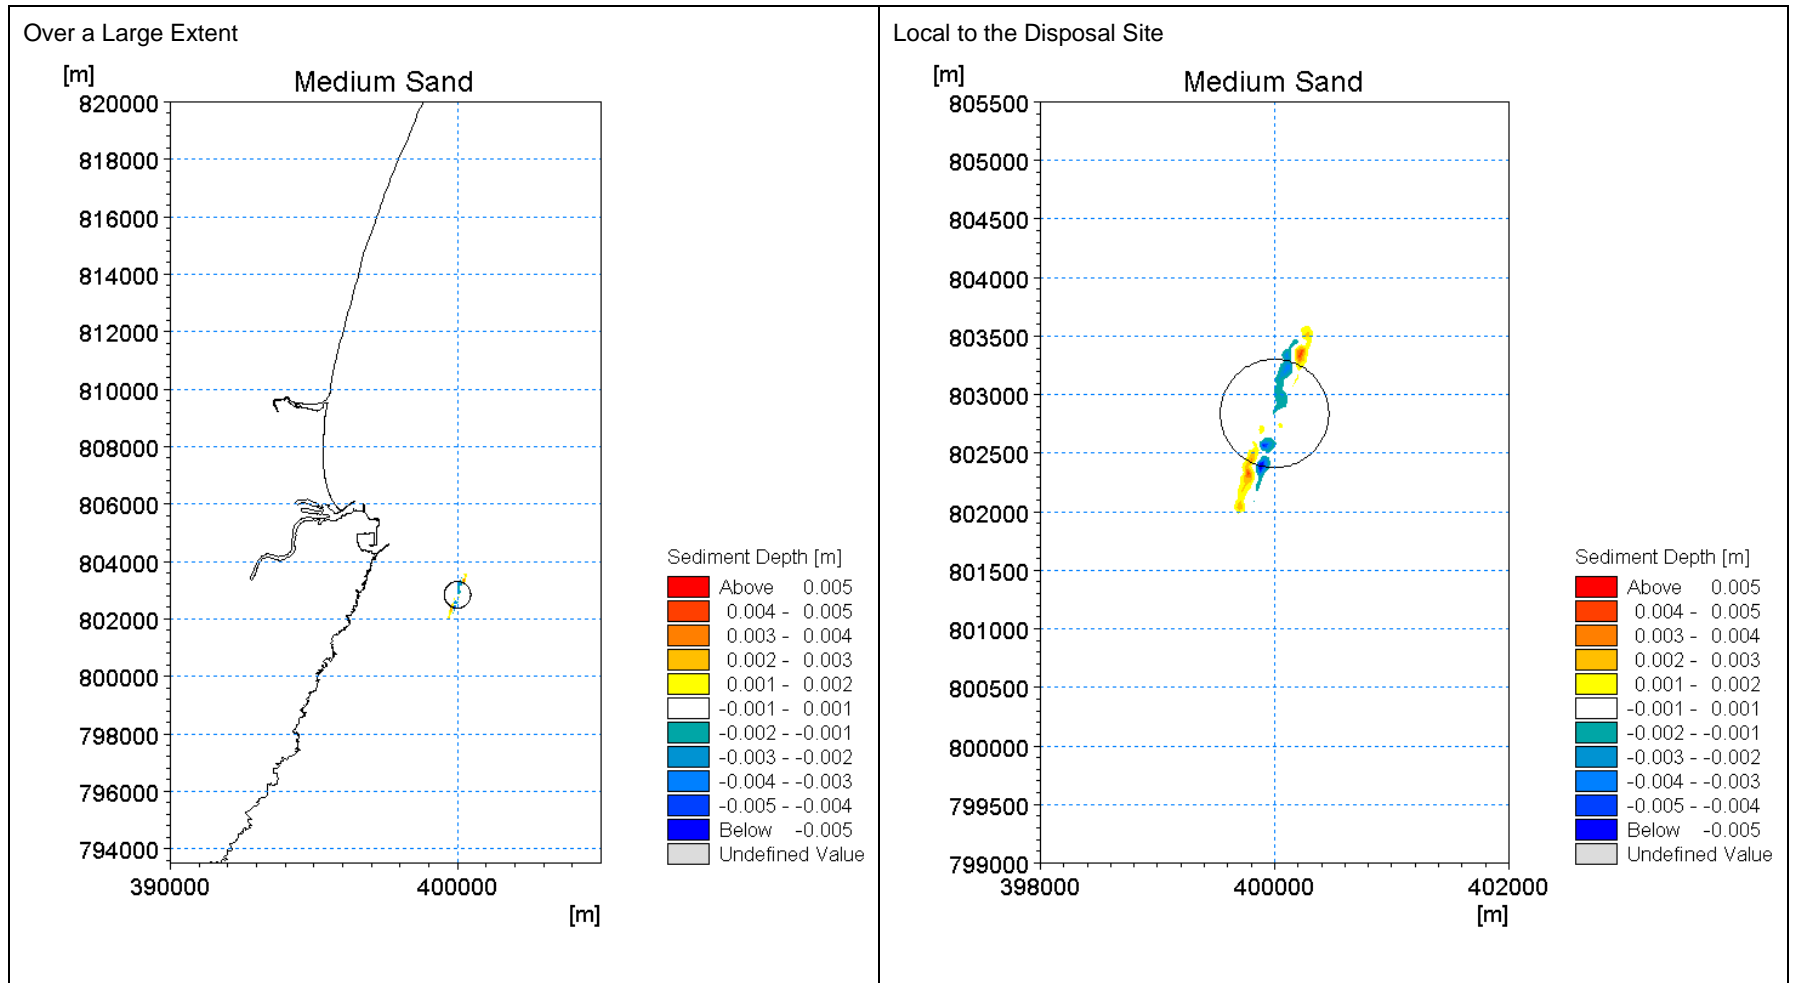 Over a Large Extent
[m]
Medium Sand
820000
818000
816000
814000
812000
810000
808000
806000
804000
802000
800000
798000
796000
794000
390000 400000
[m]
Sediment Depth [m]
Above 0.005
0.004 - 0.005
0.003 - 0.004
0.002 - 0.003
0.001 - 0.002
-0.001 - 0.001
-0.002 - -0.001
-0.003 - -0.002
-0.004 - -0.003
-0.005 - -0.004
Below -0.005
Undefined Value
Local to the Disposal Site
[m]
Medium Sand
805500
805000
804500
804000
803500
803000
802500
802000
801500
801000
800500
800000
799500
799000
398000 400000 402000
[m]
Sediment Depth [m]
Above 0.005
0.004 - 0.005
0.003 - 0.004
0.002 - 0.003
0.001 - 0.002
-0.001 - 0.001
-0.002 - -0.001
-0.003 - -0.002
-0.004 - -0.003
-0.005 - -0.004
Below -0.005
Undefined Value